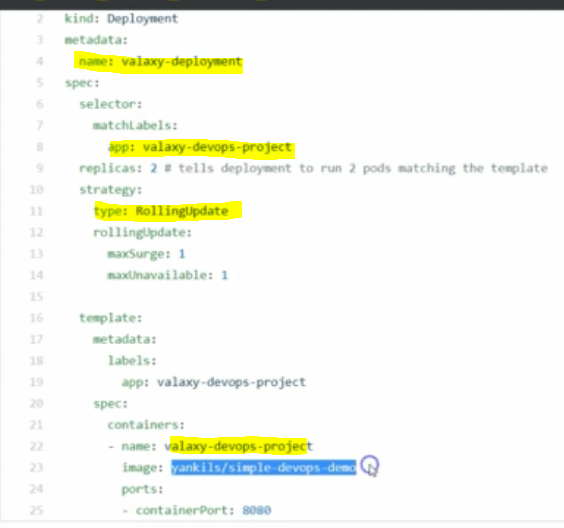 2 kind: Deployment
3 metadata:
4 name: valaxy-deployment
5 spec:
6 selector:
7 matchLabels:
8 app: valaxy-devops-project
9 replicas: 2 # tells deployment to run 2 pods matching the template
10 strategy:
11 type: RollingUpdate
12 rollingUpdate:
13 maxSurge: 1
14 maxUnavailable: 1
15
16 template:
17 metadata:
18 labels:
19 app: valaxy-devops-project
20 spec:
21 containers:
22 - name: valaxy-devops-project
23 image: yankils/simple-devops-demo
24 ports:
25 - containerPort: 8080